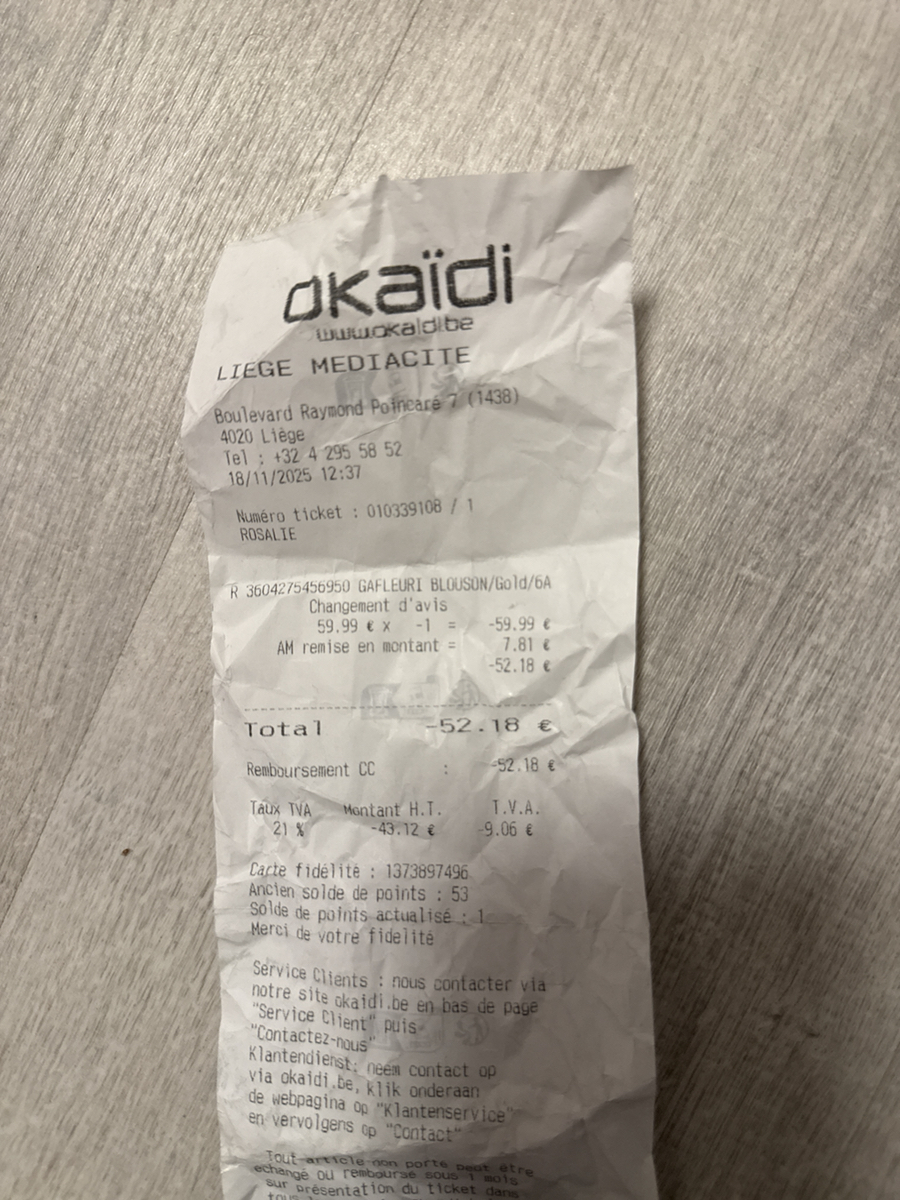 okaïdi
www.okaidi.be
LIEGE MEDIACITE
Boulevard Raymond Poincaré 7 (1438)
4020 Liège
Tel : +32 4 295 58 52
18/11/2025 12:37
Numéro ticket : 010339108 / 1
ROSALIE
R 3604275456950 GAFLEURI BLOUSON/Gold/6A
Changement d'avis
59.99 € x -1 = -59.99 €
AM remise en montant = 7.81 €
-52.18 €
Total -52.18 €
Remboursement CC : -52.18 €
Taux TVA Montant H.T. T.V.A.
21 % -43.12 € -9.06 €
Carte fidélité : 1373897496
Ancien solde de points : 53
Solde de points actualisé : 1
Merci de votre fidelité
Service Clients : nous contacter via
notre site okaidi.be en bas de page
"Service Client" puis
"Contactez-nous"
Klantendienst: neem contact op
via okaidi.be, klik onderaan
de webpagina op "Klantenservice"
en vervolgens op "Contact"
Tout article non porté peut être
echangé ou remboursé sous 1 mois
sur présentation du ticket dans